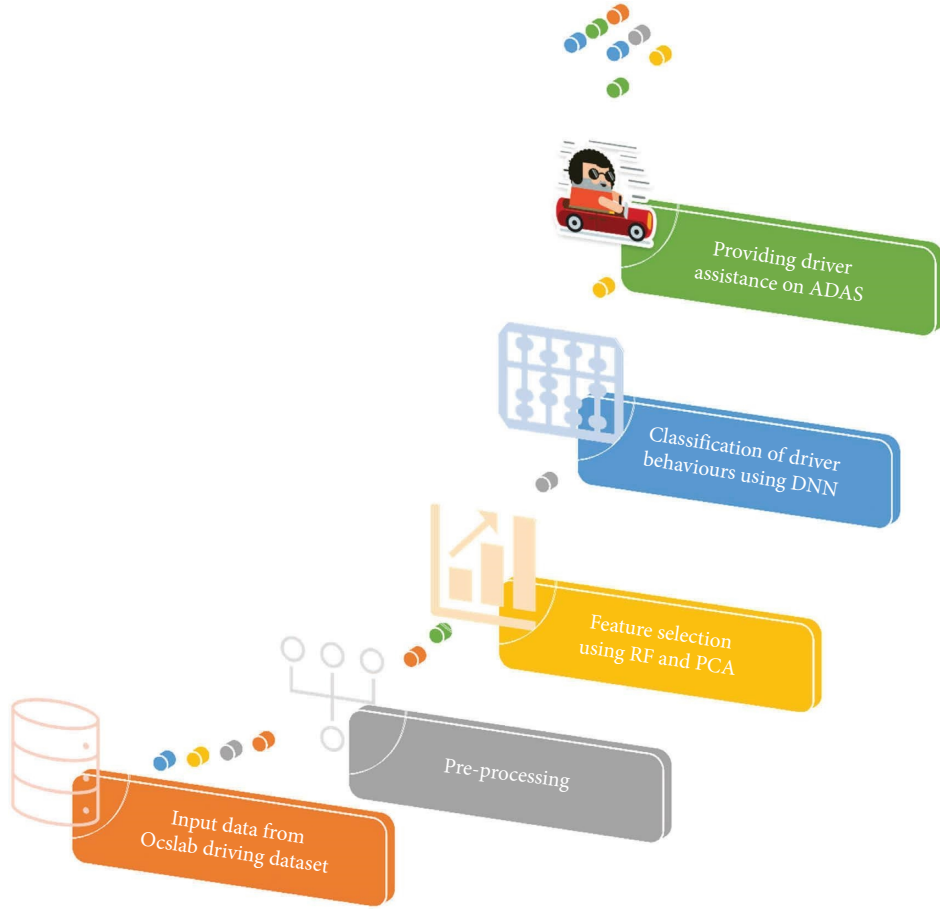 Providing driver
assistance on ADAS
Classification of driver
behaviours using DNN
Feature selection
using RF and PCA
Pre-processing
Input data from
Ocslab driving dataset